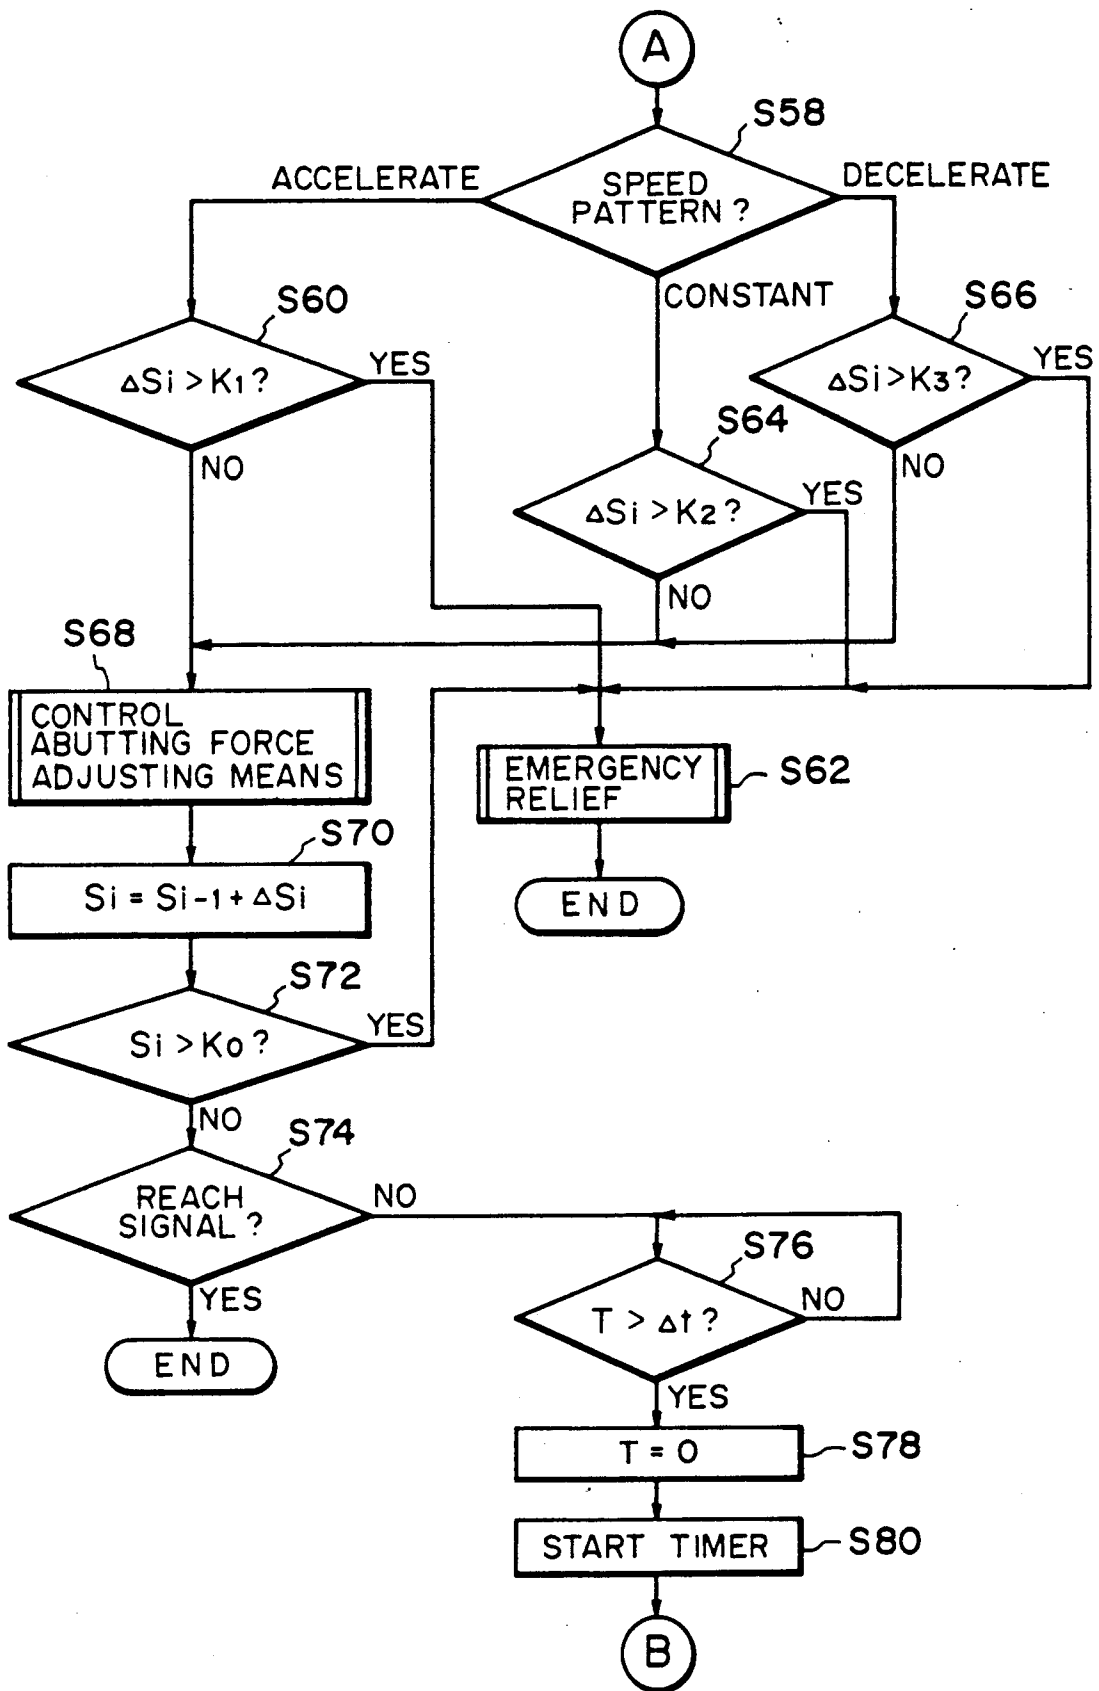 A
S58
SPEED
PATTERN ?
ACCELERATE
DECELERATE
CONSTANT
S60
ΔSi > K1 ?
YES
NO
S66
ΔSi > K3 ?
YES
NO
S64
ΔSi > K2 ?
YES
NO
S68
CONTROL
ABUTTING FORCE
ADJUSTING MEANS
EMERGENCY
RELIEF
S62
END
S70
Si = Si-1 + ΔSi
S72
Si > K0 ?
YES
NO
S74
REACH
SIGNAL ?
NO
YES
END
S76
T > Δt ?
NO
YES
T = 0
S78
START TIMER
S80
B